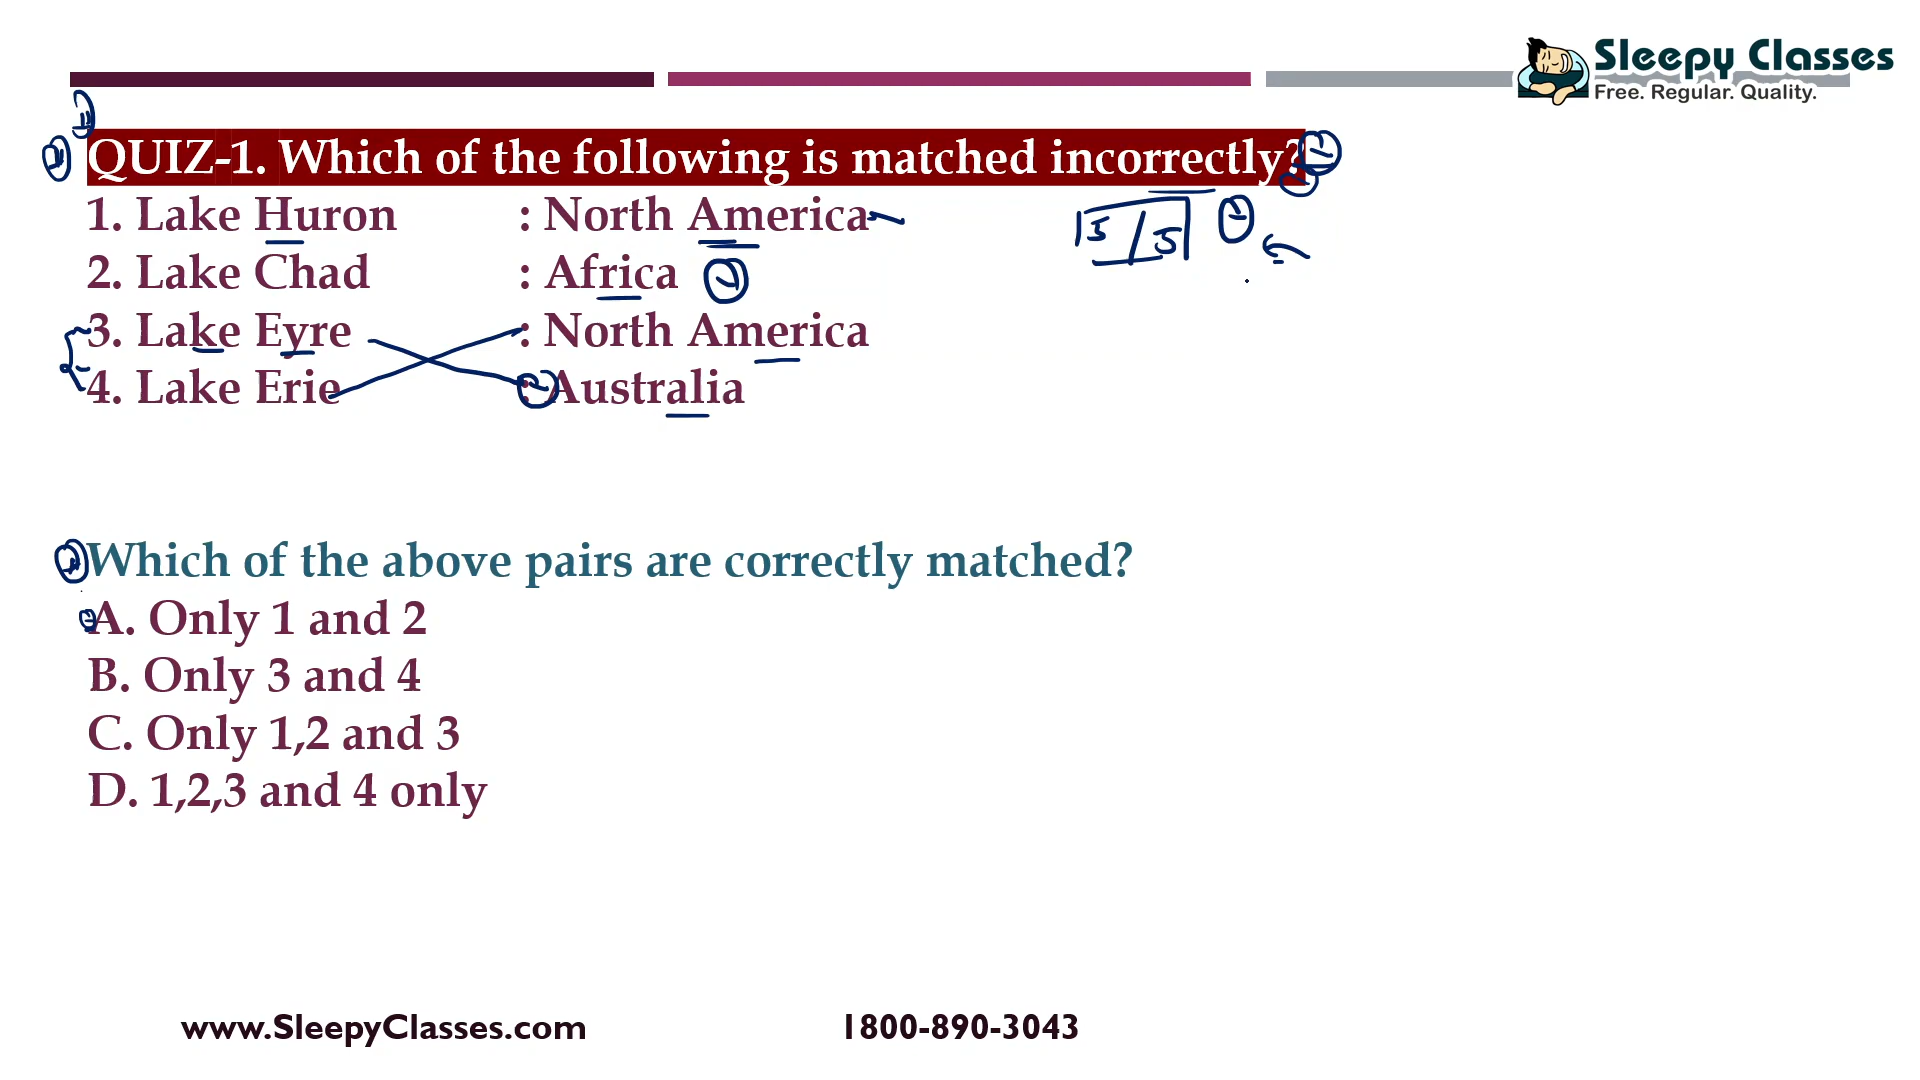 Sleepy Classes
Free. Regular. Quality.
QUIZ-1. Which of the following is matched incorrectly?
1. Lake Huron : North America
5/5
2. Lake Chad : Africa
3. Lake Eyre : North America
4. Lake Erie : Australia
Which of the above pairs are correctly matched?
A. Only 1 and 2
B. Only 3 and 4
C. Only 1,2 and 3
D. 1,2,3 and 4 only
www.SleepyClasses.com 1800-890-3043